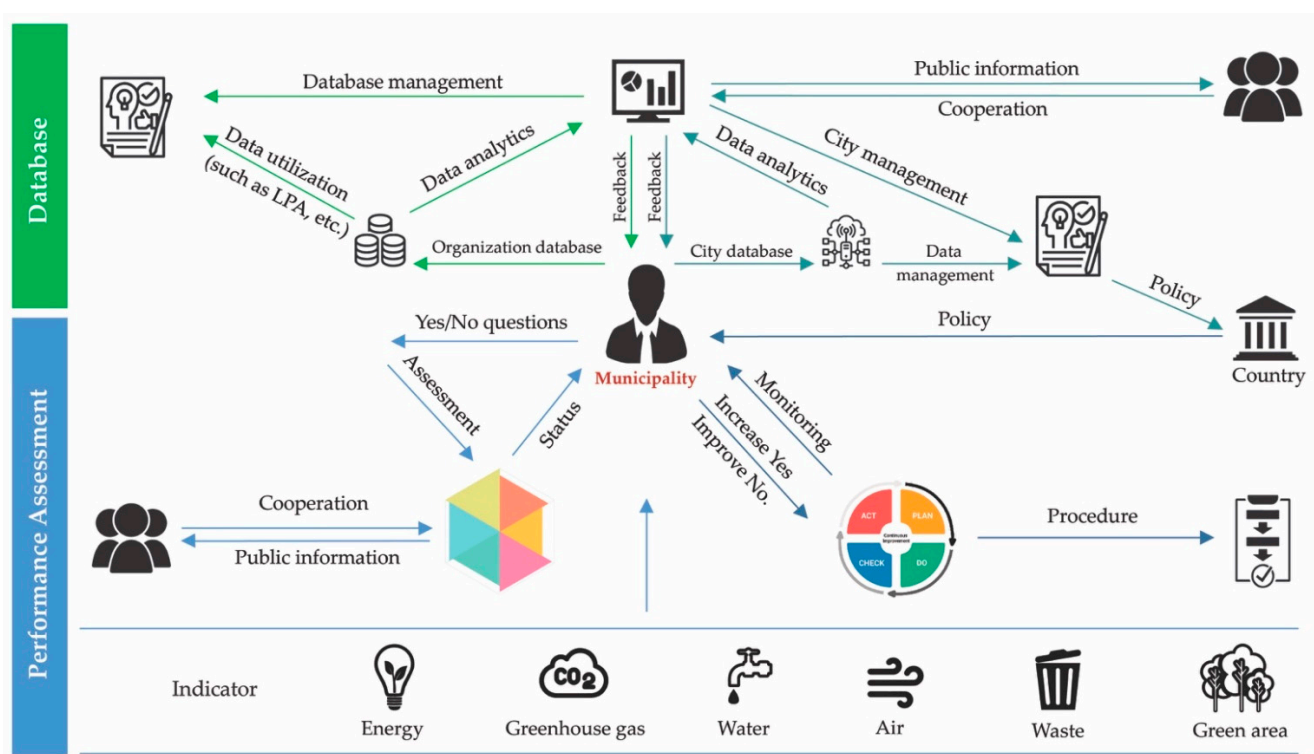 Database
Database management
Public information
Cooperation
Data utilization
(such as LPA, etc.)
Data analytics
Feedback
Feedback
Data analytics
City management
Organization database
City database
Data
management
Policy
Performance Assessment
Yes/No questions
Policy
Municipality
Country
Assessment
Status
Monitoring
Increase Yes
Improve No.
Cooperation
Public information
ACT
PLAN
Continuous
Improvement
CHECK
DO
Procedure
Indicator
CO2
Energy
Greenhouse gas
Water
Air
Waste
Green area